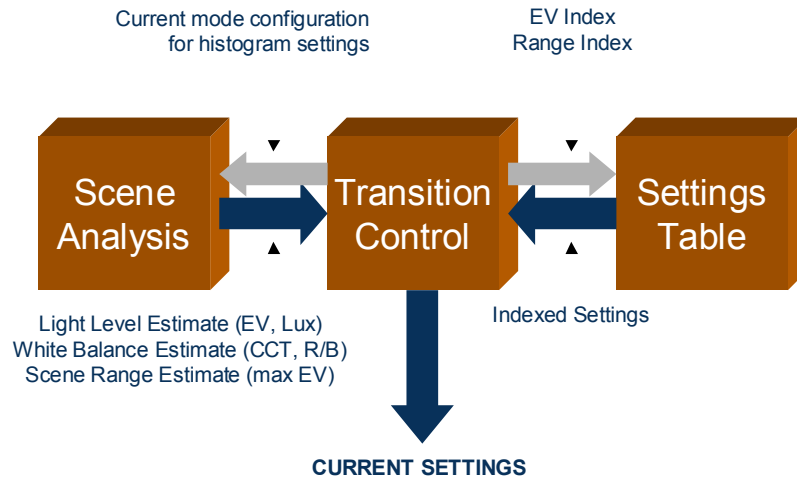 Current mode configuration
for histogram settings
EV Index
Range Index
Scene
Analysis
Transition
Control
Settings
Table
Light Level Estimate (EV, Lux)
White Balance Estimate (CCT, R/B)
Scene Range Estimate (max EV)
Indexed Settings
CURRENT SETTINGS